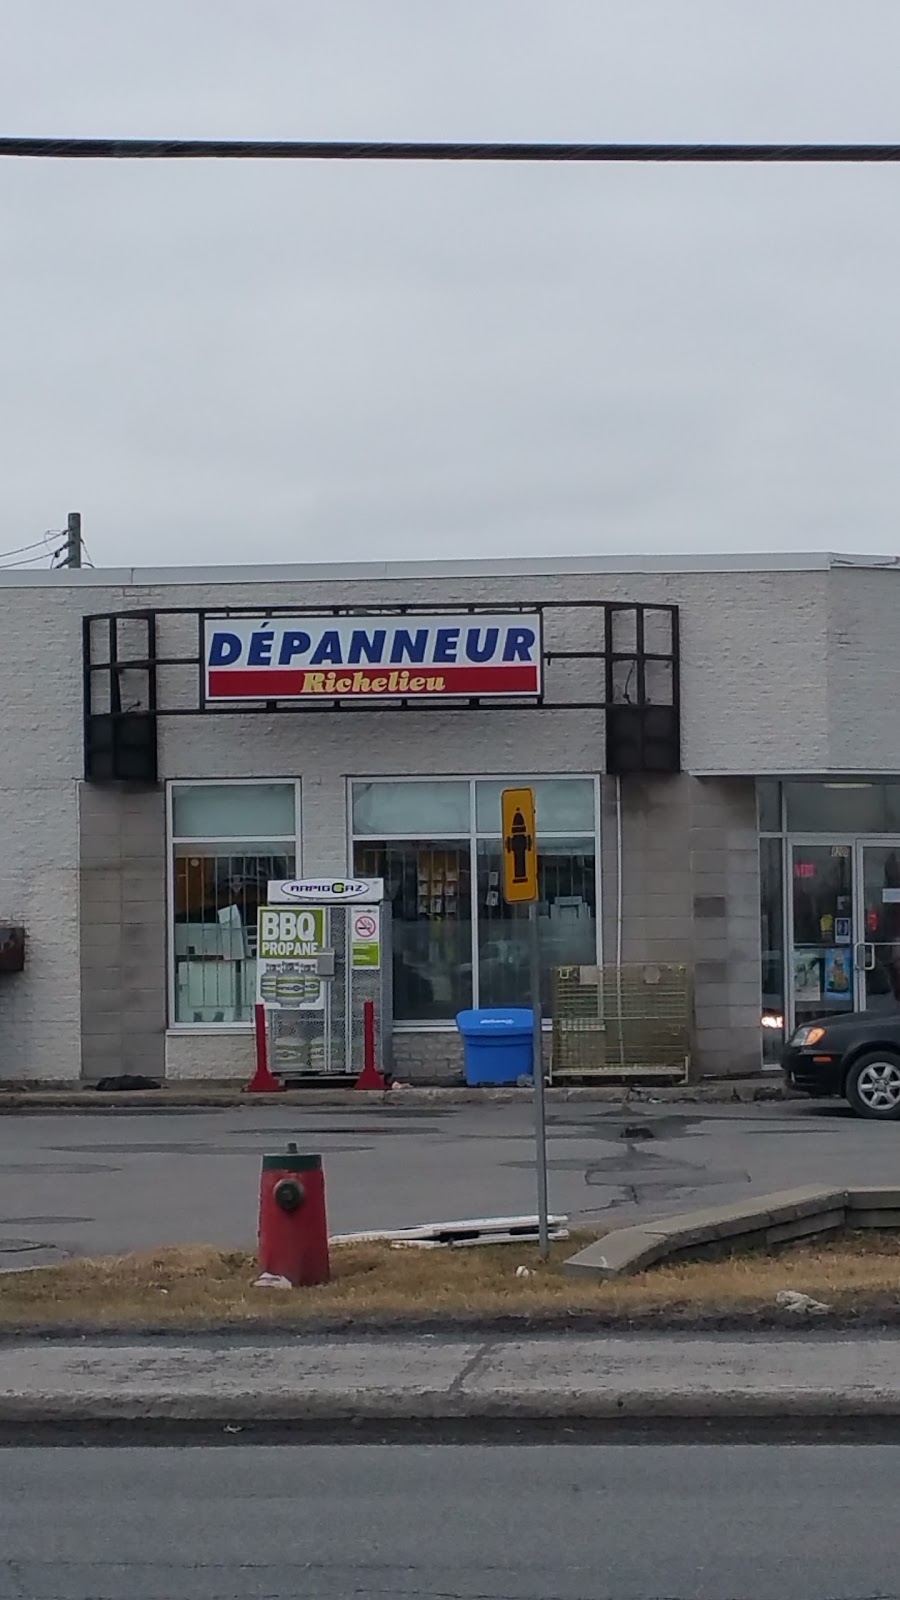 DÉPANNEUR
Richelieu
RAPIDGAZ
BBQ
PROPANE